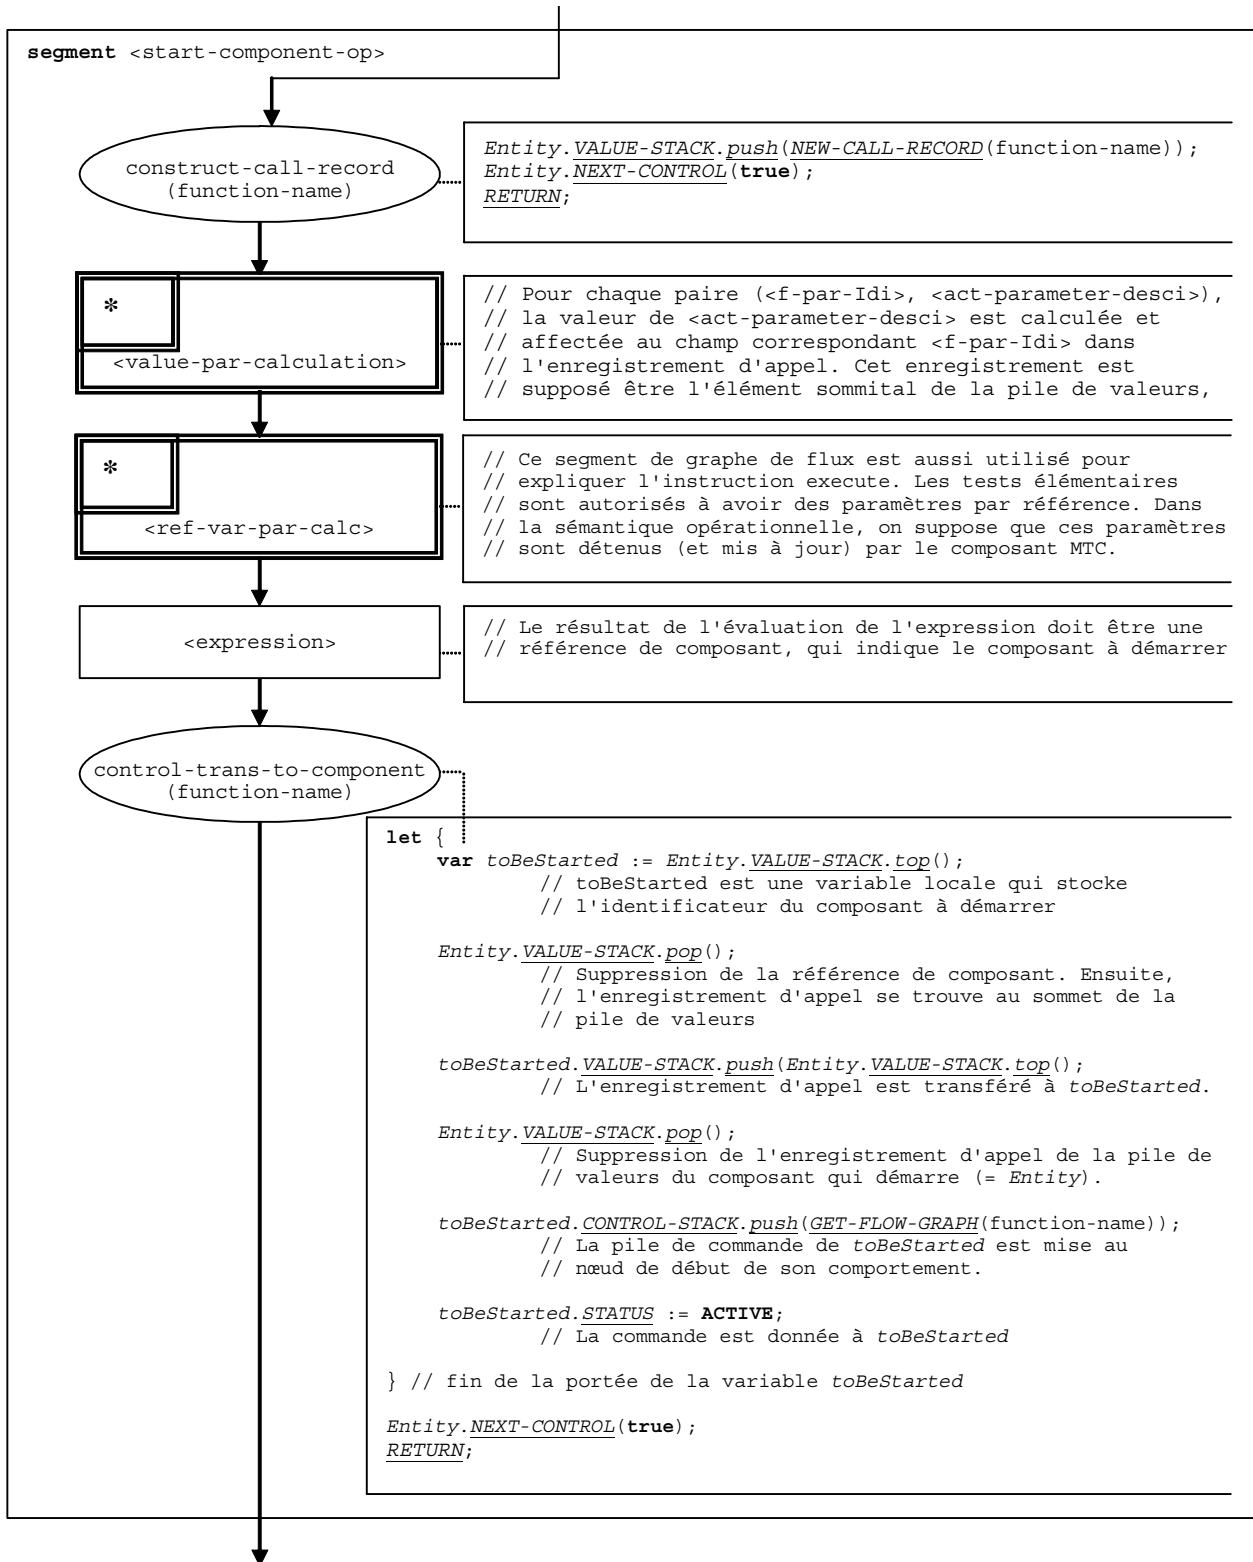 segment <start-component-op>
construct-call-record
(function-name)
Entity.VALUE-STACK.push(NEW-CALL-RECORD(function-name));
Entity.NEXT-CONTROL(true);
RETURN;
*
<value-par-calculation>
// Pour chaque paire (<f-par-Idi>, <act-parameter-desci>),
// la valeur de <act-parameter-desci> est calculée et
// affectée au champ correspondant <f-par-Idi> dans
// l'enregistrement d'appel. Cet enregistrement est
// supposé être l'élément sommital de la pile de valeurs,
*
<ref-var-par-calc>
// Ce segment de graphe de flux est aussi utilisé pour
// expliquer l'instruction execute. Les tests élémentaires
// sont autorisés à avoir des paramètres par référence. Dans
// la sémantique opérationnelle, on suppose que ces paramètres
// sont détenus (et mis à jour) par le composant MTC.
<expression>
// Le résultat de l'évaluation de l'expression doit être une
// référence de composant, qui indique le composant à démarrer
control-trans-to-component
(function-name)
let {
var toBeStarted := Entity.VALUE-STACK.top();
// toBeStarted est une variable locale qui stocke
// l'identificateur du composant à démarrer
Entity.VALUE-STACK.pop();
// Suppression de la référence de composant. Ensuite,
// l'enregistrement d'appel se trouve au sommet de la
// pile de valeurs
toBeStarted.VALUE-STACK.push(Entity.VALUE-STACK.top();
// L'enregistrement d'appel est transféré à toBeStarted.
Entity.VALUE-STACK.pop();
// Suppression de l'enregistrement d'appel de la pile de
// valeurs du composant qui démarre (= Entity).
toBeStarted.CONTROL-STACK.push(GET-FLOW-GRAPH(function-name));
// La pile de commande de toBeStarted est mise au
// nœud de début de son comportement.
toBeStarted.STATUS := ACTIVE;
// La commande est donnée à toBeStarted
} // fin de la portée de la variable toBeStarted
Entity.NEXT-CONTROL(true);
RETURN;